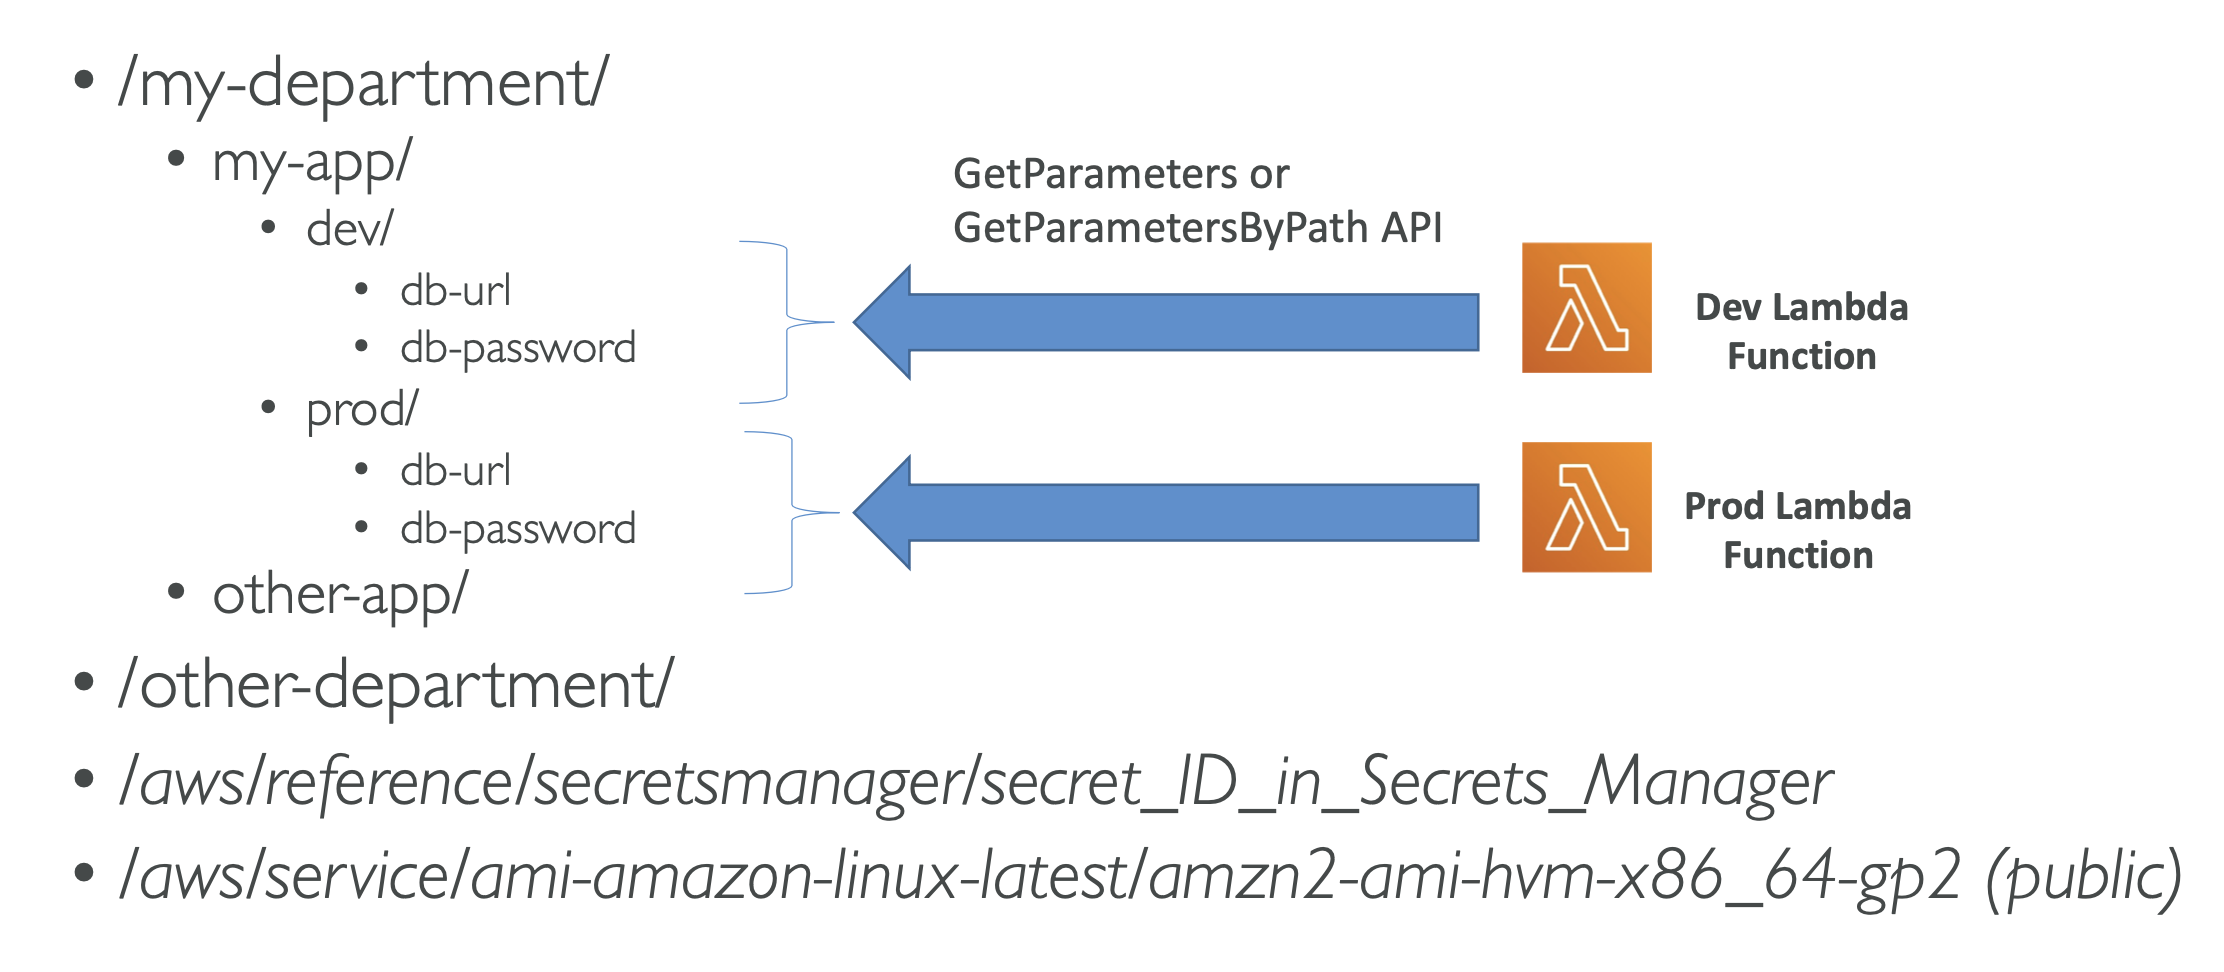 • /my-department/
• my-app/
• dev/
• db-url
• db-password
• prod/
• db-url
• db-password
• other-app/
GetParameters or
GetParametersByPath API
Dev Lambda
Function
Prod Lambda
Function
• /other-department/
• /aws/reference/secretsmanager/secret_ID_in_Secrets_Manager
• /aws/service/ami-amazon-linux-latest/amzn2-ami-hvm-x86_64-gp2 (public)